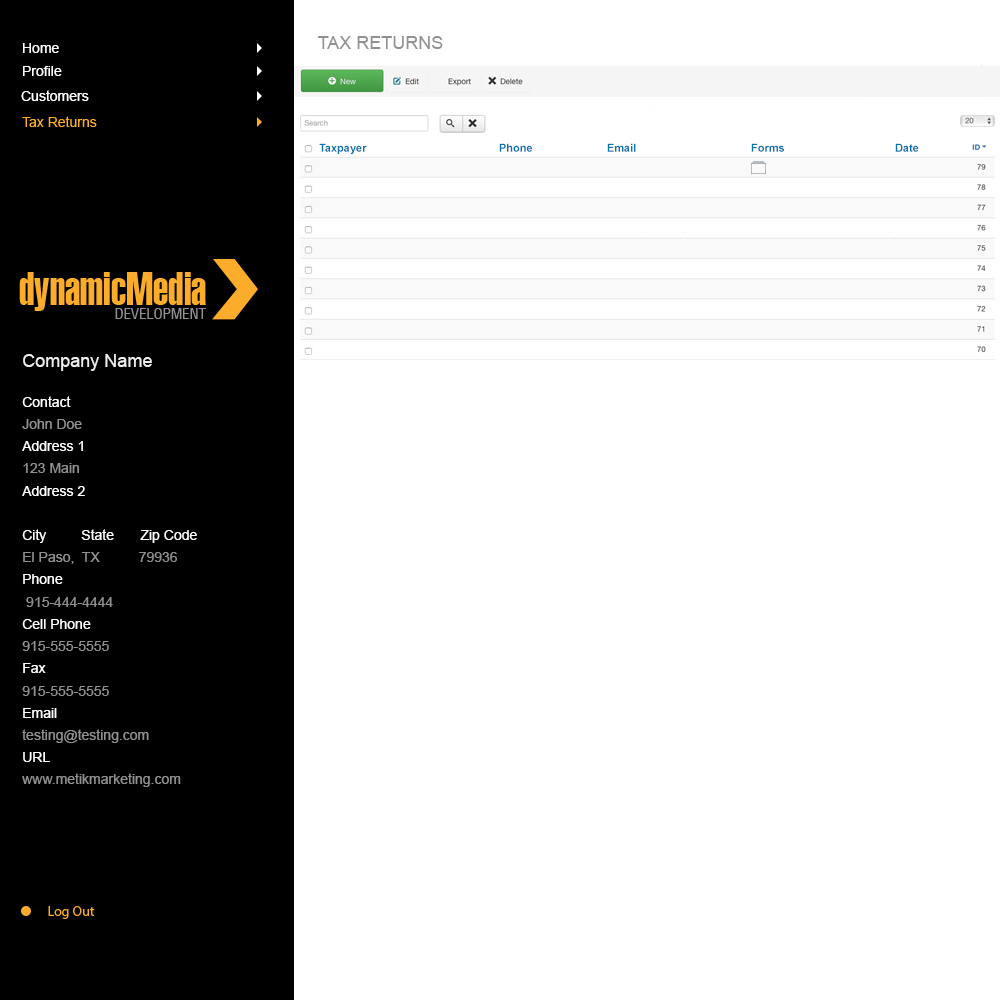 Home
Profile
Customers
Tax Returns
dynamicMedia
DEVELOPMENT
Company Name
Contact
John Doe
Address 1
123 Main
Address 2
City State Zip Code
El Paso, TX 79936
Phone
915-444-4444
Cell Phone
915-555-5555
Fax
915-555-5555
Email
testing@testing.com
URL
www.metikmarketing.com
Log Out
TAX RETURNS
New Edit Export Delete
Search 20
Taxpayer Phone Email Forms Date ID
79
78
77
76
75
74
73
72
71
70